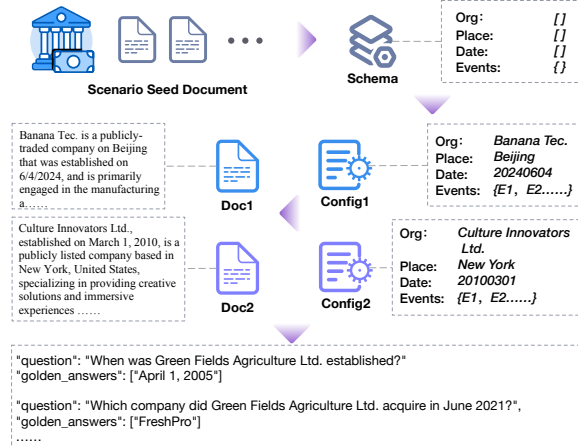 Scenario Seed Document
Schema
Org: []
Place: []
Date: []
Events: {}
Banana Tec. is a publicly-
traded company on Beijing
that was established on
6/4/2024, and is primarily
engaged in the manufacturing
a……
Doc1
Config1
Org: Banana Tec.
Place: Beijing
Date: 20240604
Events: {E1, E2......}
Culture Innovators Ltd.,
established on March 1, 2010, is a
publicly listed company based in
New York, United States,
specializing in providing creative
solutions and immersive
experiences ……
Doc2
Config2
Org: Culture Innovators
Ltd.
Place: New York
Date: 20100301
Events: {E1, E2......}
"question": "When was Green Fields Agriculture Ltd. established?"
"golden_answers": ["April 1, 2005"]
"question": "Which company did Green Fields Agriculture Ltd. acquire in June 2021?",
"golden_answers": ["FreshPro"]
……